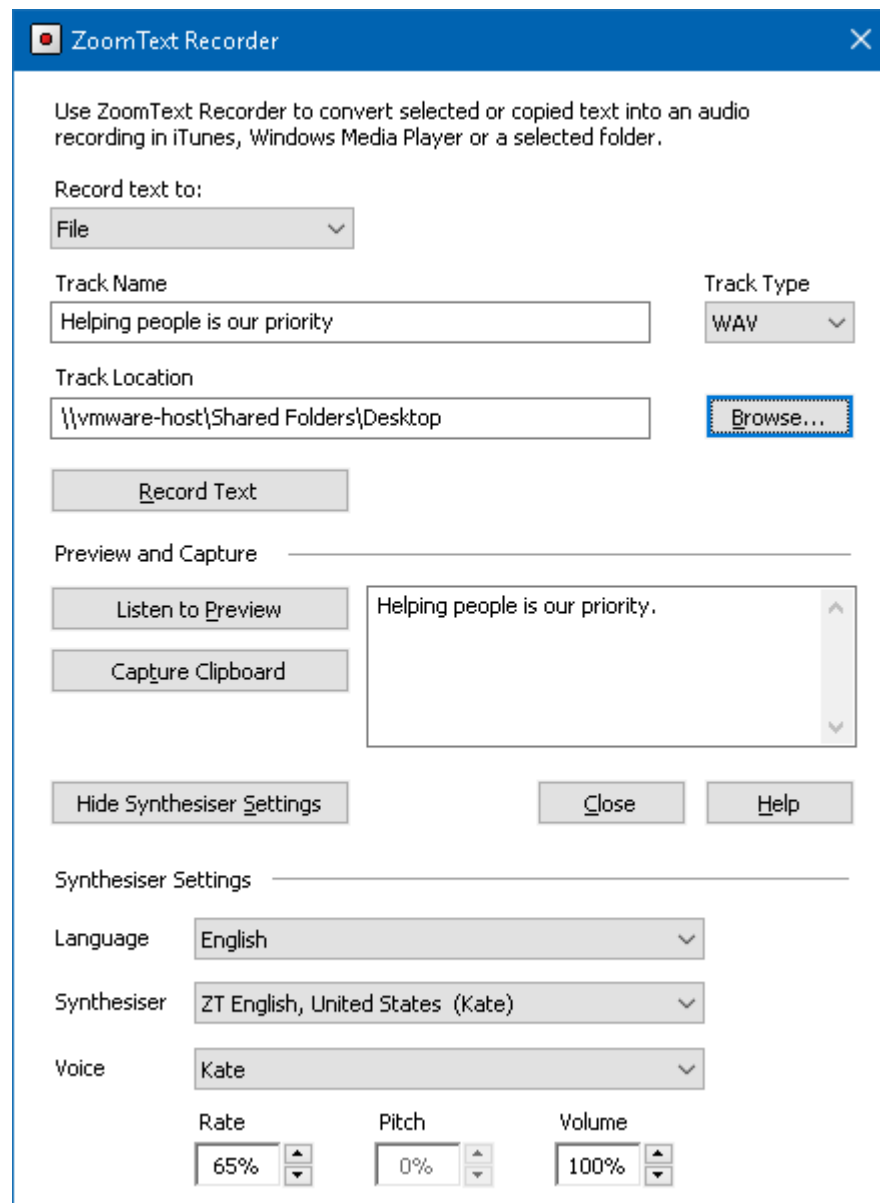 ZoomText Recorder
Use ZoomText Recorder to convert selected or copied text into an audio
recording in iTunes, Windows Media Player or a selected folder.
Record text to:
File
Track Name
Track Type
Helping people is our priority
WAV
Track Location
\\vmware-host\Shared Folders\Desktop
Browse...
Record Text
Preview and Capture
Listen to Preview
Helping people is our priority.
Capture Clipboard
Hide Synthesiser Settings
Close
Help
Synthesiser Settings
Language
English
Synthesiser
ZT English, United States (Kate)
Voice
Kate
Rate
Pitch
Volume
65%
0%
100%